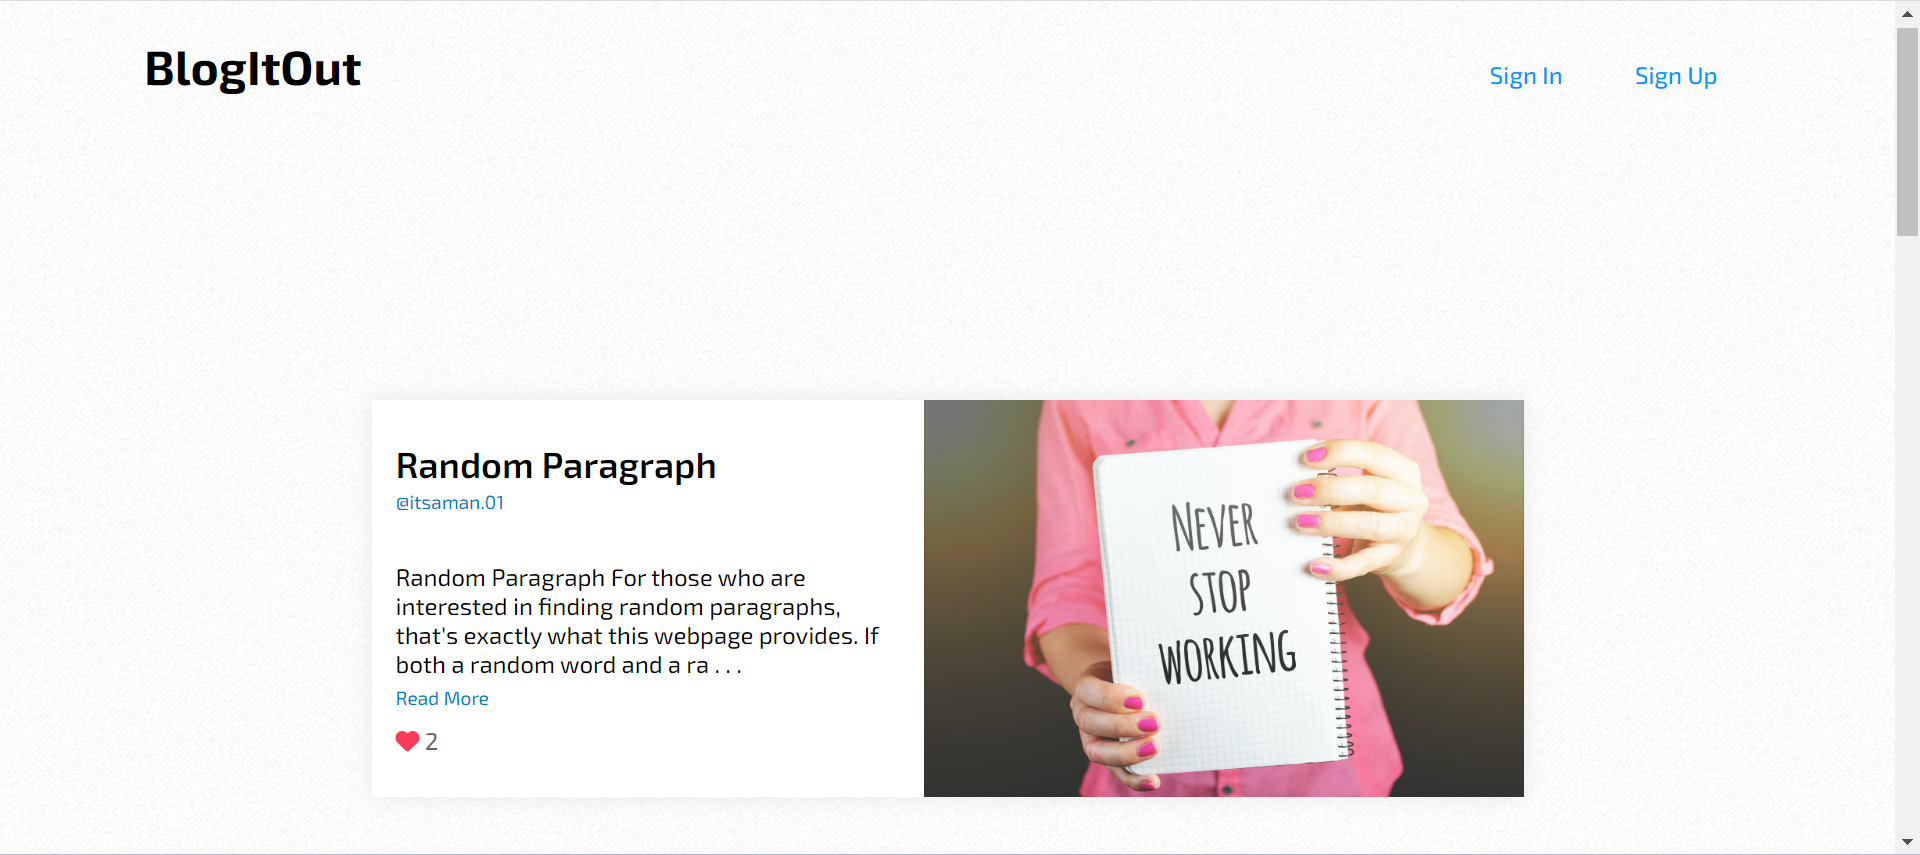 BlogItOut
Sign In
Sign Up
Random Paragraph
@itsaman.01
Random Paragraph For those who are
interested in finding random paragraphs,
that's exactly what this webpage provides. If
both a random word and a ra . . .
Read More
2
NEVER
STOP
WORKING